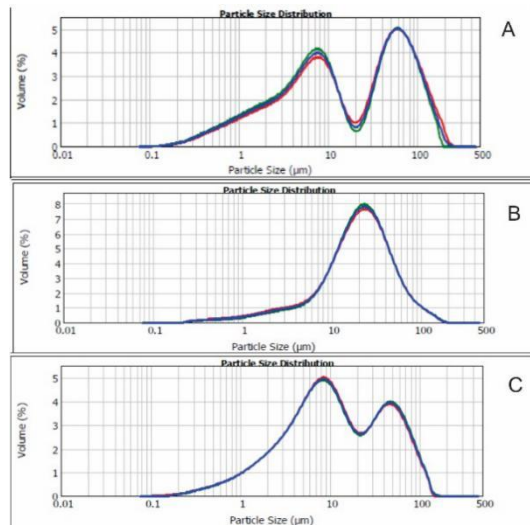 Particle Size Distribution
A
Volume (%)
5
4
3
2
1
0
0.01 0.1 1 10 100 500
Particle Size (µm)
Particle Size Distribution
B
Volume (%)
8
7
6
5
4
3
2
1
0
0.01 0.1 1 10 100 500
Particle Size (µm)
Particle Size Distribution
C
Volume (%)
5
4
3
2
1
0
0.01 0.1 1 10 100 500
Particle Size (µm)